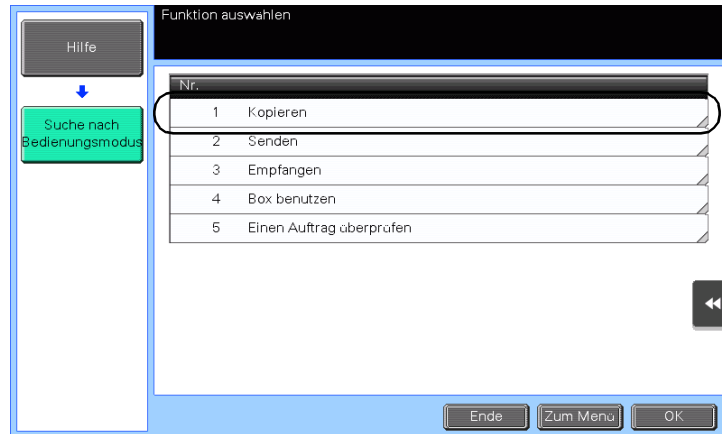 Funktion auswählen
Hilfe
Suche nach
Bedienungsmodus
Nr.
1 Kopieren
2 Senden
3 Empfangen
4 Box benutzen
5 Einen Auftrag überprüfen
Ende
Zum Menü
OK